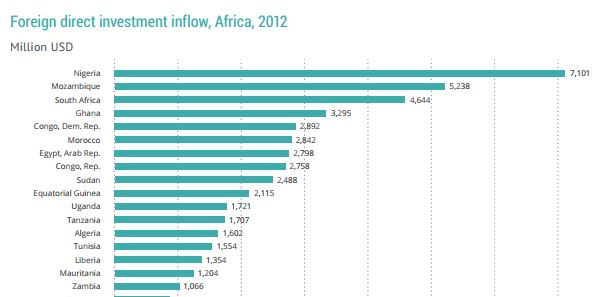 Foreign direct investment inflow, Africa, 2012
Million USD
Nigeria 7,101
Mozambique 5,238
South Africa 4,644
Ghana 3,295
Congo, Dem. Rep. 2,892
Morocco 2,842
Egypt, Arab Rep. 2,798
Congo, Rep. 2,758
Sudan 2,488
Equatorial Guinea 2,115
Uganda 1,721
Tanzania 1,707
Algeria 1,602
Tunisia 1,554
Liberia 1,354
Mauritania 1,204
Zambia 1,066